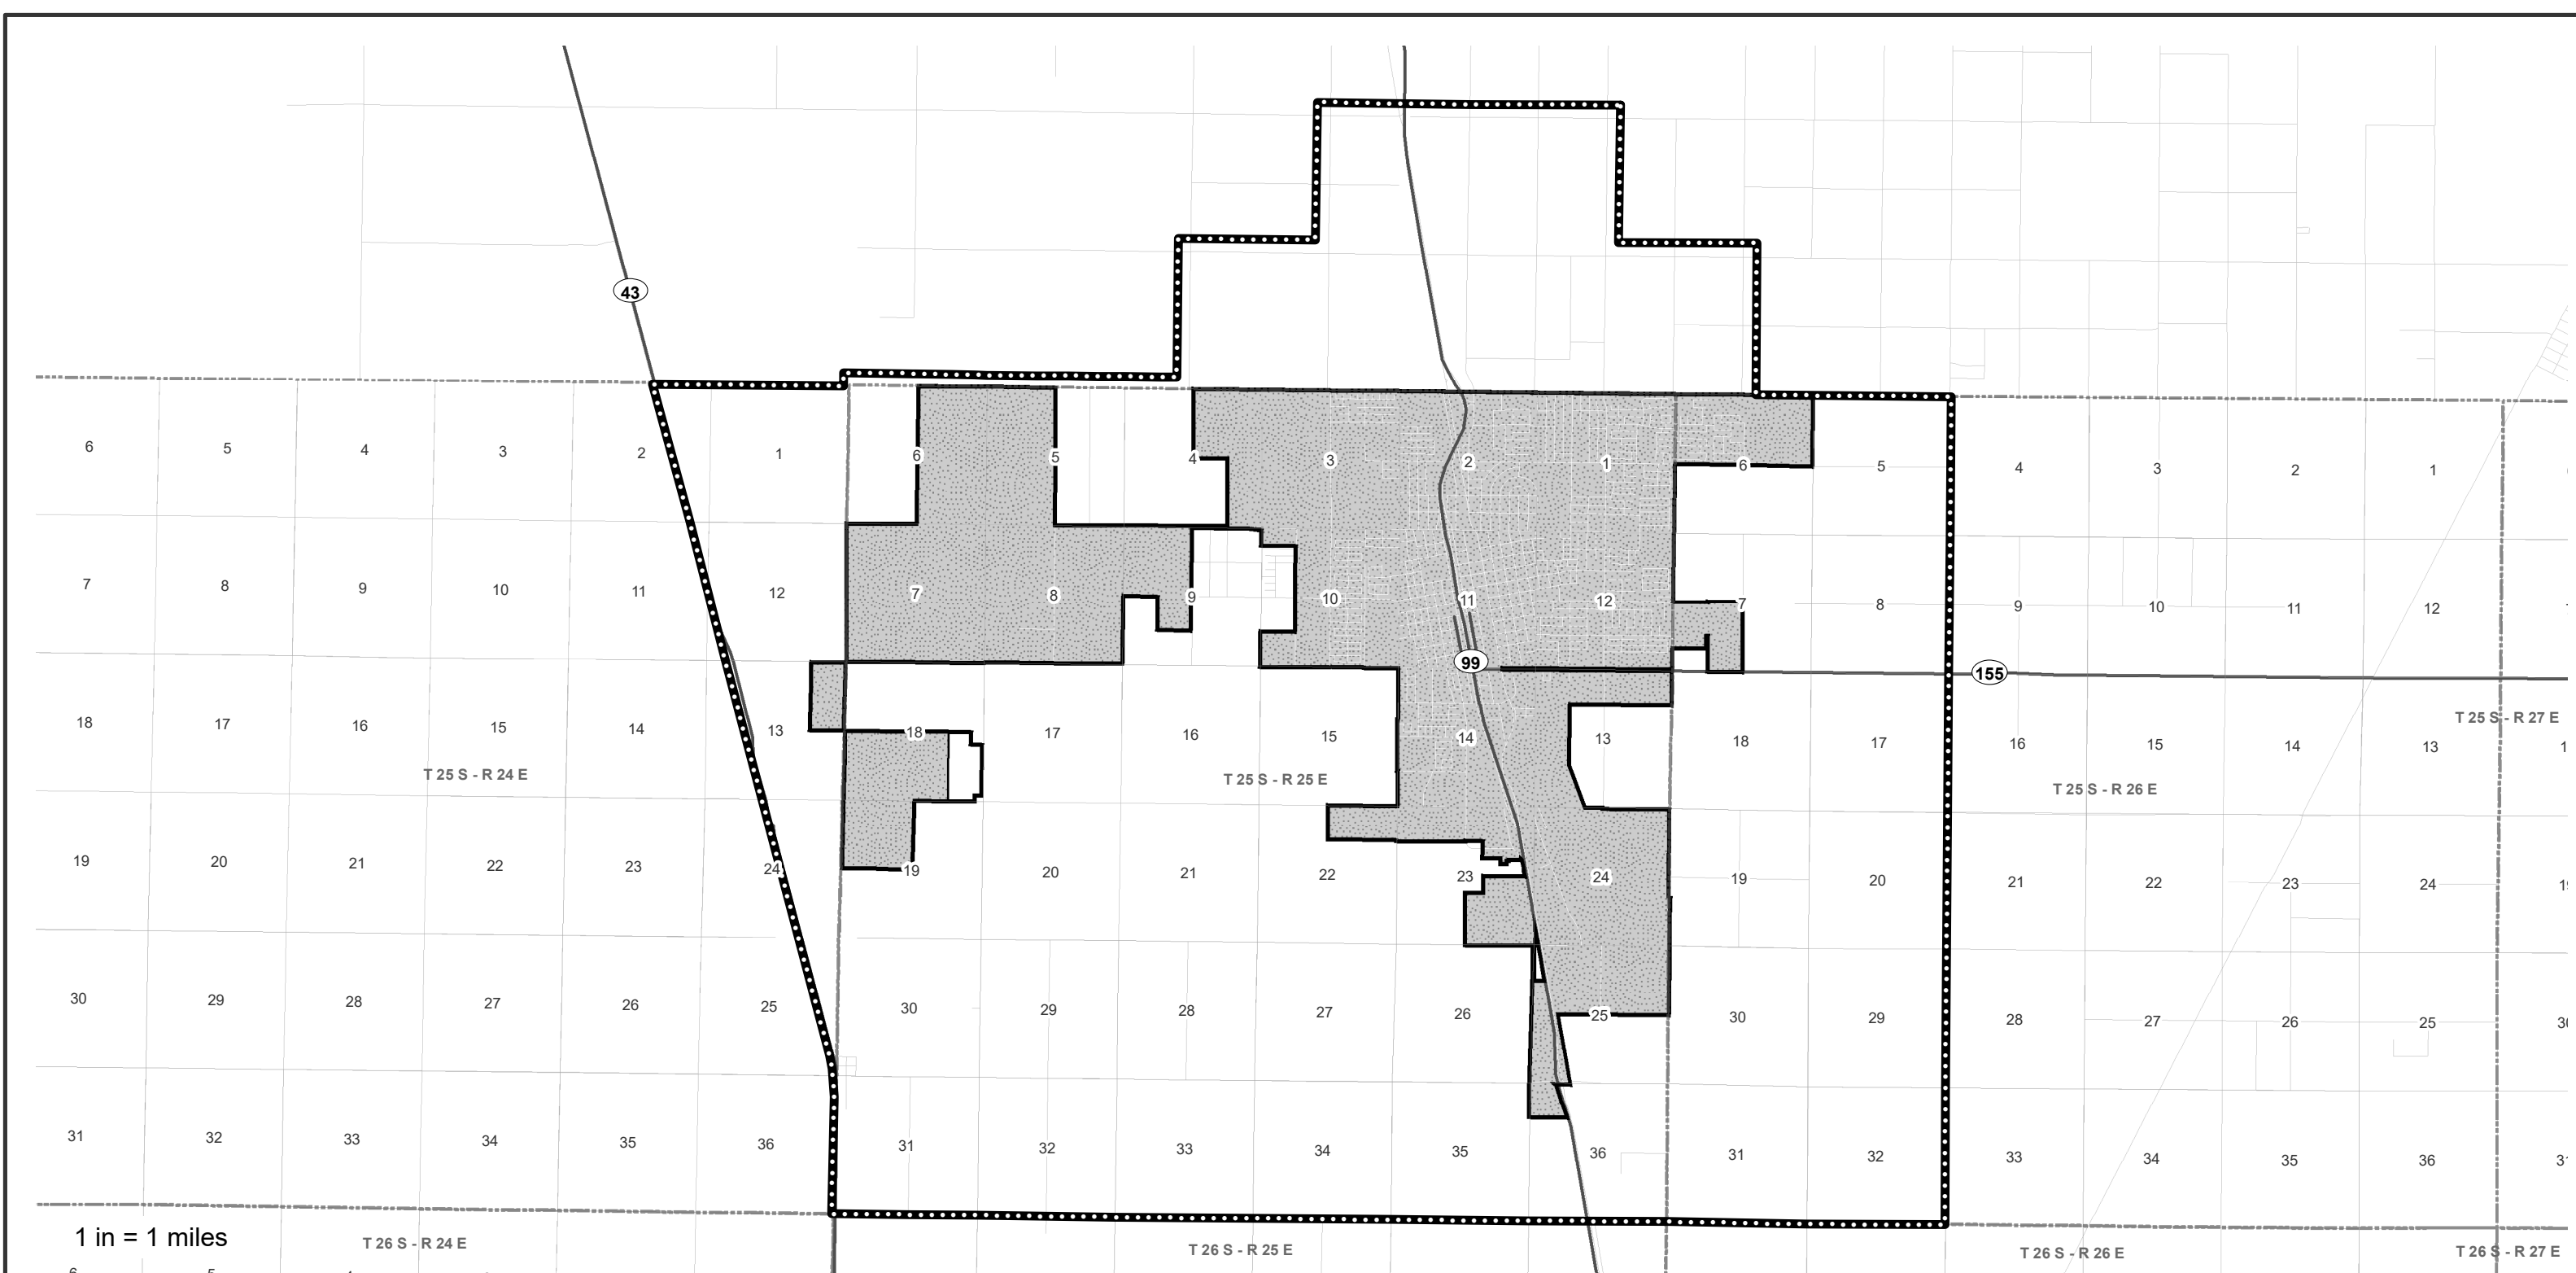 43
6 5 4 3 2 1 6 5 4 3 2 1 6 5 4 3 2 1
7 8 9 10 11 12 7 8 9 10 11 12 7 8 9 10 11 12
99
155
18 17 16 15 14 13 18 17 16 15 14 13 18 17 16 15 14 13
T 25 S - R 27 E
T 25 S - R 24 E T 25 S - R 25 E T 25 S - R 26 E
19 20 21 22 23 24 19 20 21 22 23 24 19 20 21 22 23 24
30 29 28 27 26 25 30 29 28 27 26 25 30 29 28 27 26 25
31 32 33 34 35 36 31 32 33 34 35 36 31 32 33 34 35 36
1 in = 1 miles
T 26 S - R 24 E T 26 S - R 25 E T 26 S - R 26 E T 26 S - R 27 E